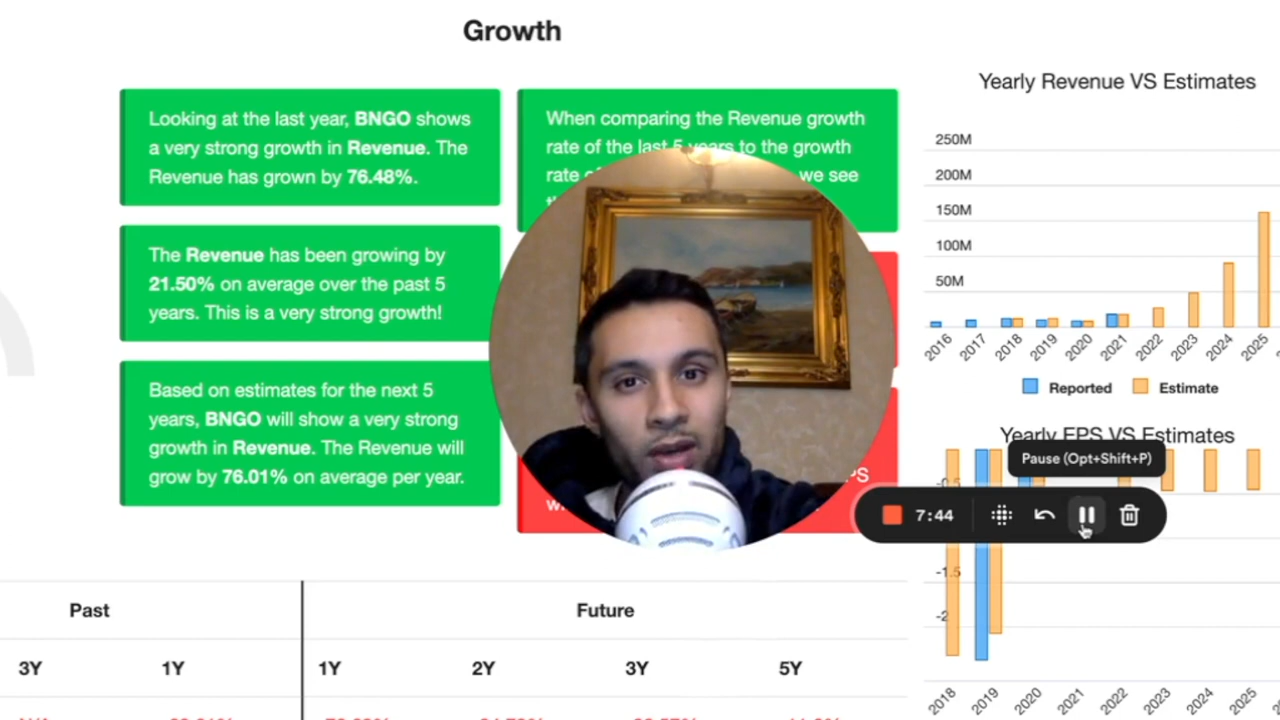 Growth
Looking at the last year, BNGO shows
a very strong growth in Revenue. The
Revenue has grown by 76.48%.
The Revenue has been growing by
21.50% on average over the past 5
years. This is a very strong growth!
Based on estimates for the next 5
years, BNGO will show a very strong
growth in Revenue. The Revenue will
grow by 76.01% on average per year.
When comparing the Revenue growth
rate of the last 5 years to the growth
rate we see
Yearly Revenue VS Estimates
250M
200M
150M
100M
50M
2016 2017 2018 2019 2020 2021 2022 2023 2024 2025
Reported Estimate
Yearly EPS VS Estimates
Pause (Opt+Shift+P)
7:44
-1.5
-2
2018 2019 2020 2021 2022 2023 2024 2025
Past Future
3Y 1Y 1Y 2Y 3Y 5Y